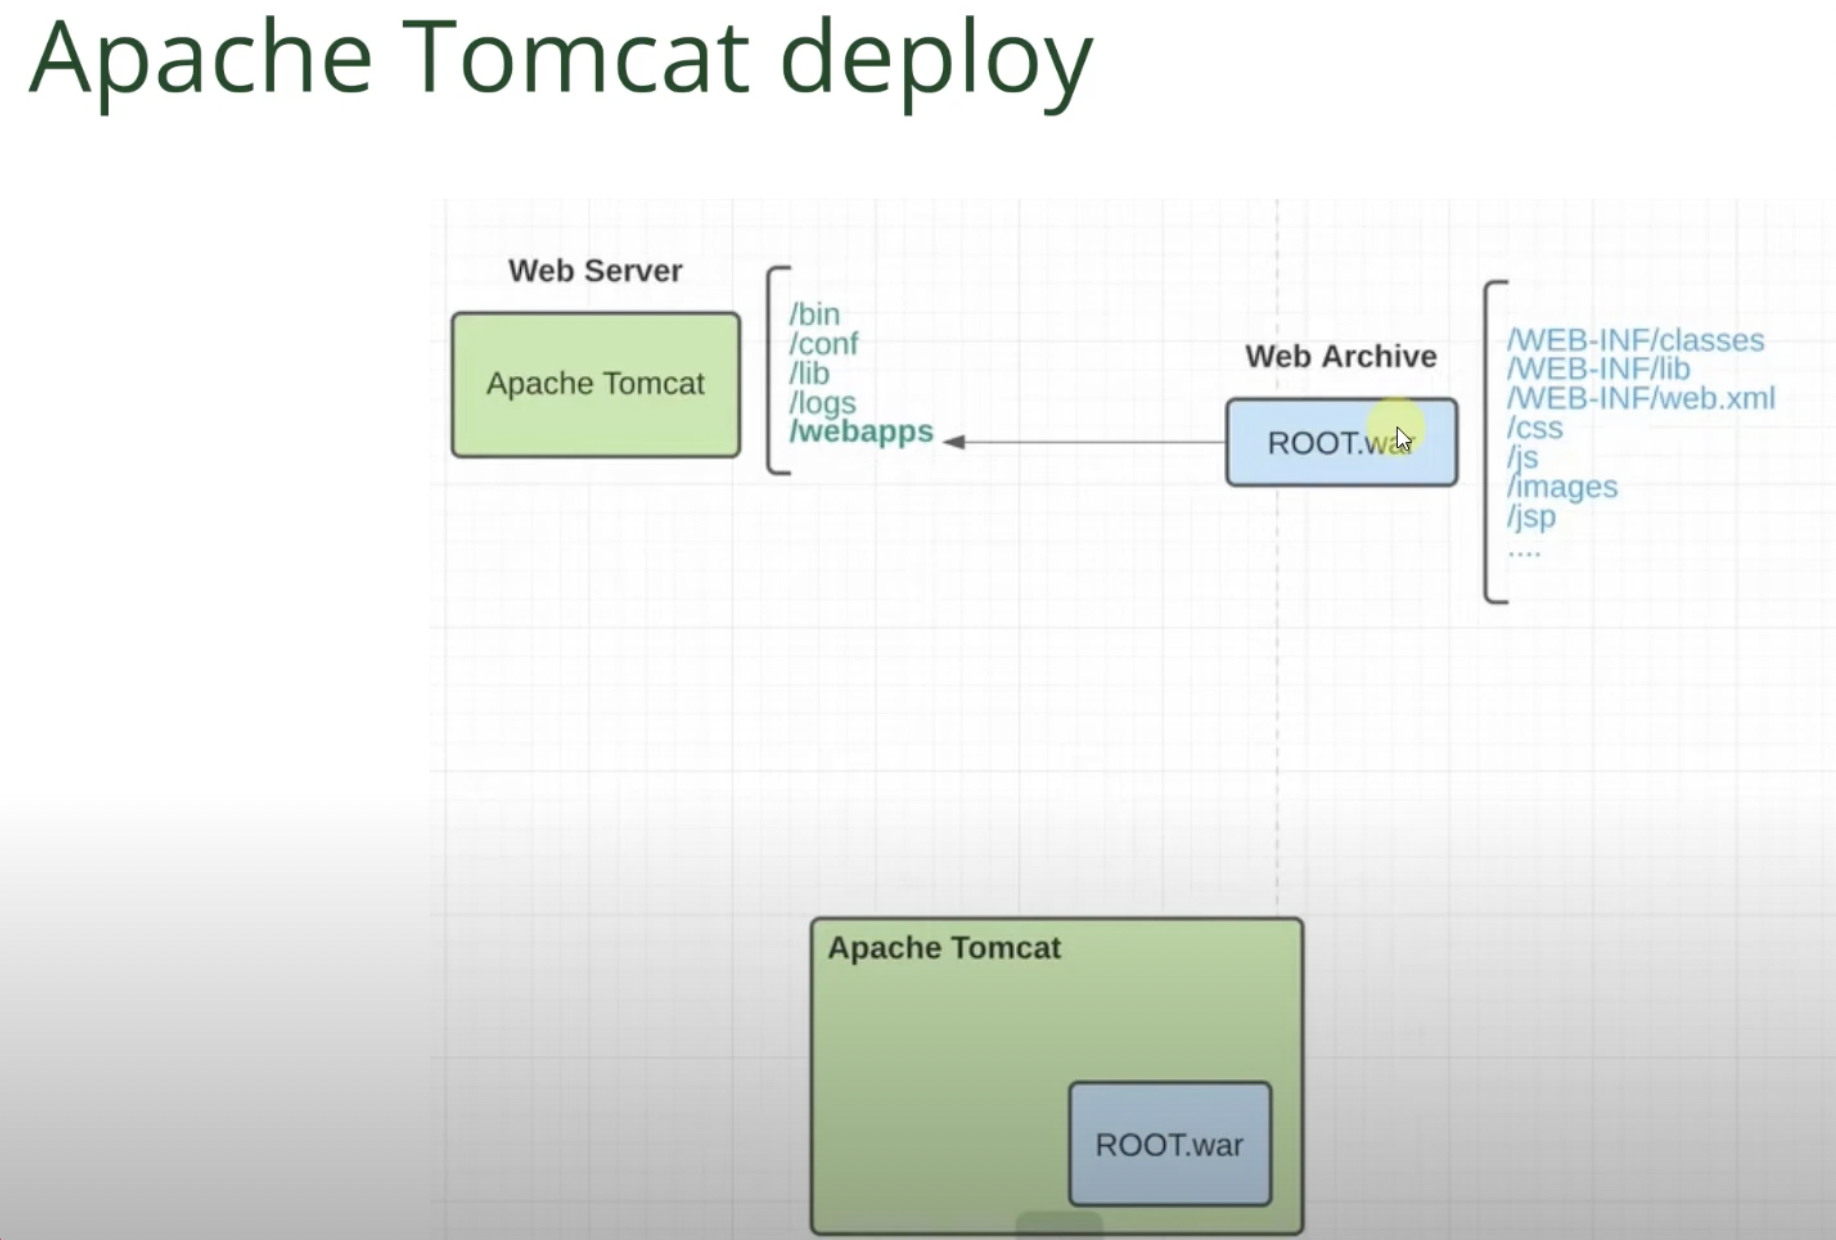 Apache Tomcat deploy
Web Server
Apache Tomcat
/bin
/conf
/lib
/logs
/webapps
Web Archive
ROOT.war
/WEB-INF/classes
/WEB-INF/lib
/WEB-INF/web.xml
/css
/js
/images
/jsp
....
Apache Tomcat
ROOT.war